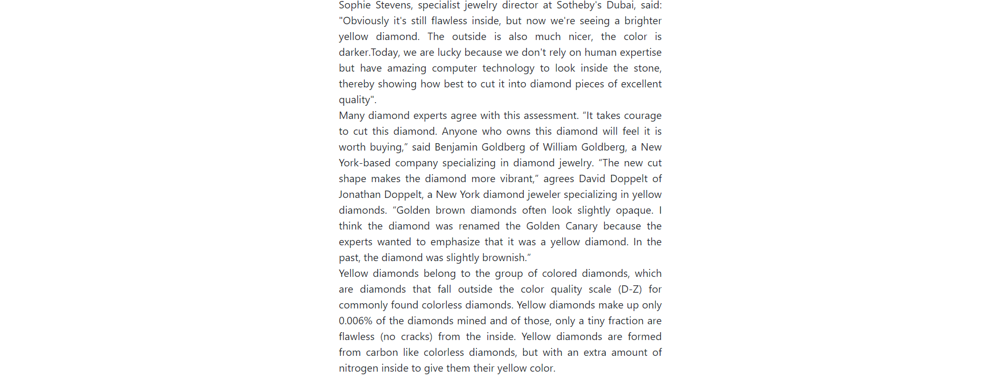 Sophie Stevens, specialist jewelry director at Sotheby's Dubai, said:
"Obviously it's still flawless inside, but now we're seeing a brighter
yellow diamond. The outside is also much nicer, the color is
darker.Today, we are lucky because we don't rely on human expertise
but have amazing computer technology to look inside the stone,
thereby showing how best to cut it into diamond pieces of excellent
quality".
Many diamond experts agree with this assessment. “It takes courage
to cut this diamond. Anyone who owns this diamond will feel it is
worth buying,” said Benjamin Goldberg of William Goldberg, a New
York-based company specializing in diamond jewelry. “The new cut
shape makes the diamond more vibrant,” agrees David Doppelt of
Jonathan Doppelt, a New York diamond jeweler specializing in yellow
diamonds. “Golden brown diamonds often look slightly opaque. I
think the diamond was renamed the Golden Canary because the
experts wanted to emphasize that it was a yellow diamond. In the
past, the diamond was slightly brownish.”
Yellow diamonds belong to the group of colored diamonds, which
are diamonds that fall outside the color quality scale (D-Z) for
commonly found colorless diamonds. Yellow diamonds make up only
0.006% of the diamonds mined and of those, only a tiny fraction are
flawless (no cracks) from the inside. Yellow diamonds are formed
from carbon like colorless diamonds, but with an extra amount of
nitrogen inside to give them their yellow color.